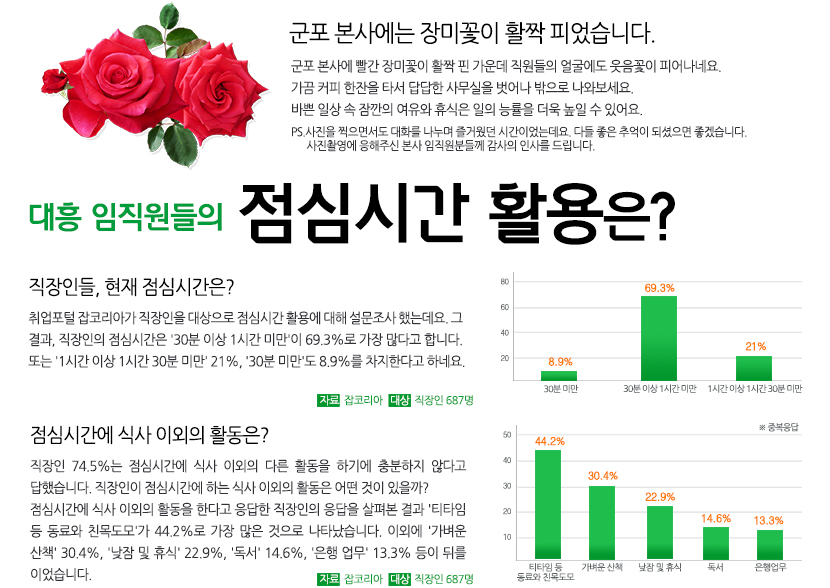 군포 본사에는 장미꽃이 활짝 피었습니다.
군포 본사에 빨간 장미꽃이 활짝 핀 가운데 직원들의 얼굴에도 웃음꽃이 피어나네요.
가끔 커피 한잔을 타서 답답한 사무실을 벗어나 밖으로 나와보세요.
바쁜 일상 속 잠깐의 여유와 휴식은 일의 능률을 더욱 높일 수 있어요.
PS.사진을 찍으면서도 대화를 나누며 즐거웠던 시간이었는데요. 다들 좋은 추억이 되셨으면 좋겠습니다.
사진촬영에 응해주신 본사 임직원분들께 감사의 인사를 드립니다.
대흥 임직원들의 점심시간 활용은?
직장인들, 현재 점심시간은?
취업포털 잡코리아가 직장인을 대상으로 점심시간 활용에 대해 설문조사 했는데요. 그
결과, 직장인의 점심시간은 '30분 이상 1시간 미만'이 69.3%로 가장 많다고 합니다.
또는 '1시간 이상 1시간 30분 미만' 21%, '30분 미만'도 8.9%를 차지한다고 하네요.
자료 잡코리아 대상 직장인 687명
80
60
40
20
8.9%
69.3%
21%
30분 미만
30분 이상 1시간 미만
1시간 이상 1시간 30분 미만
점심시간에 식사 이외의 활동은?
직장인 74.5%는 점심시간에 식사 이외의 다른 활동을 하기에 충분하지 않다고
답했습니다. 직장인이 점심시간에 하는 식사 이외의 활동은 어떤 것이 있을까?
점심시간에 식사 이외의 활동을 한다고 응답한 직장인의 응답을 살펴본 결과 '티타임
등 동료와 친목도모'가 44.2%로 가장 많은 것으로 나타났습니다. 이외에 '가벼운
산책' 30.4%, '낮잠 및 휴식' 22.9%, '독서' 14.6%, '은행 업무' 13.3% 등이 뒤를
이었습니다.
자료 잡코리아 대상 직장인 687명
※ 중복응답
50
40
30
20
10
44.2%
30.4%
22.9%
14.6%
13.3%
티타임 등
동료와 친목도모
가벼운 산책
낮잠 및 휴식
독서
은행업무